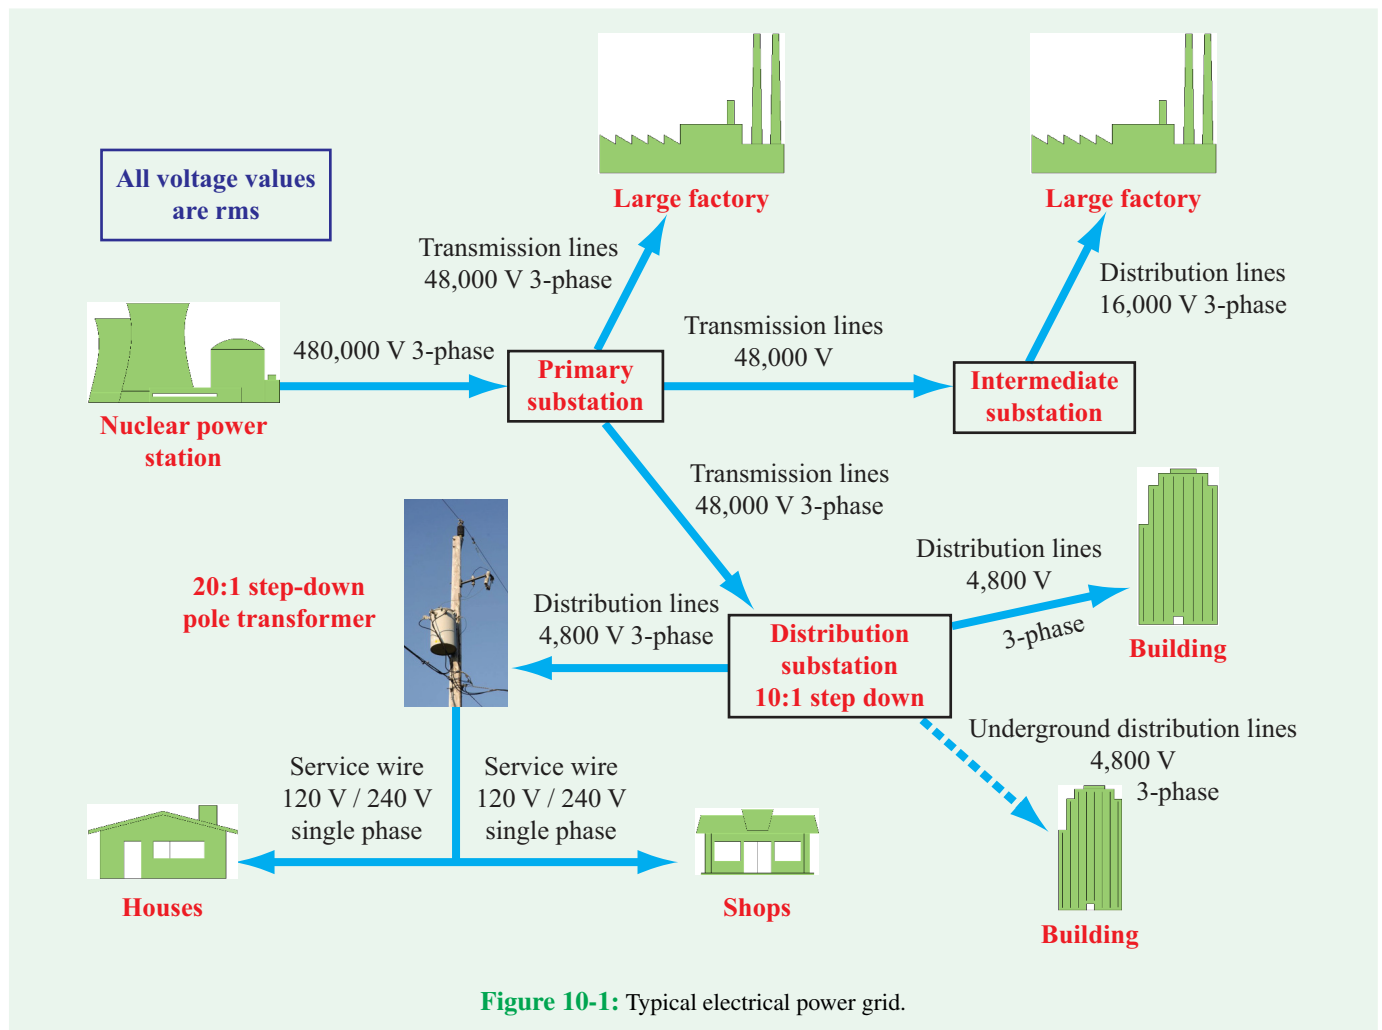 All voltage values
are rms
Large factory
Large factory
Transmission lines
48,000 V 3-phase
Distribution lines
16,000 V 3-phase
480,000 V 3-phase
Transmission lines
48,000 V
Primary
substation
Intermediate
substation
Nuclear power
station
Transmission lines
48,000 V 3-phase
Distribution lines
4,800 V
3-phase
Building
20:1 step-down
pole transformer
Distribution lines
4,800 V 3-phase
Distribution
substation
10:1 step down
Underground distribution lines
4,800 V
3-phase
Building
Service wire
120 V / 240 V
single phase
Service wire
120 V / 240 V
single phase
Houses
Shops
Figure 10-1: Typical electrical power grid.